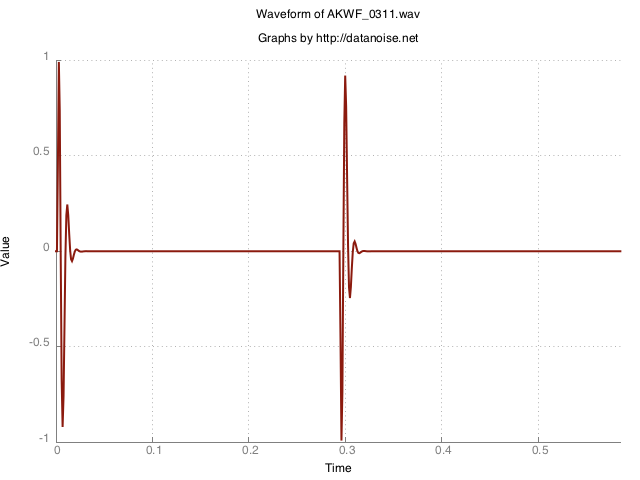 Waveform of AKWF_0311.wav
Graphs by http://datanoise.net
1
0.5
0
-0.5
-1
Value
0 0.1 0.2 0.3 0.4 0.5
Time